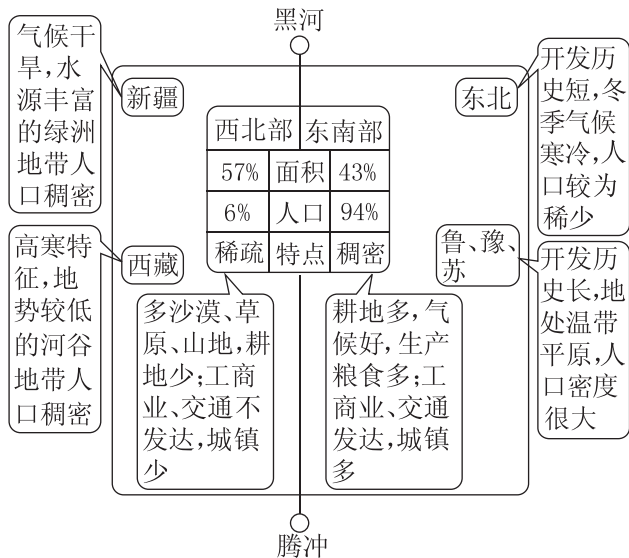 黑河
气候干
旱,水
源丰富
的绿洲
地带人
口稠密
新疆
东北
开发历
史短,冬
季气候
寒冷,人
口较为
稀少
西北部 东南部
57% 面积 43%
6% 人口 94%
稀疏 特点 稠密
高寒特
征,地
势较低
的河谷
地带人
口稠密
西藏
鲁、豫、
苏
开发历
史长,地
处温带
平原,人
口密度
很大
多沙漠、草
原、山地,耕
地少;工商
业、交通不
发达,城镇
少
耕地多,气
候好,生产
粮食多;工
商业、交通
发达,城镇
多
腾冲